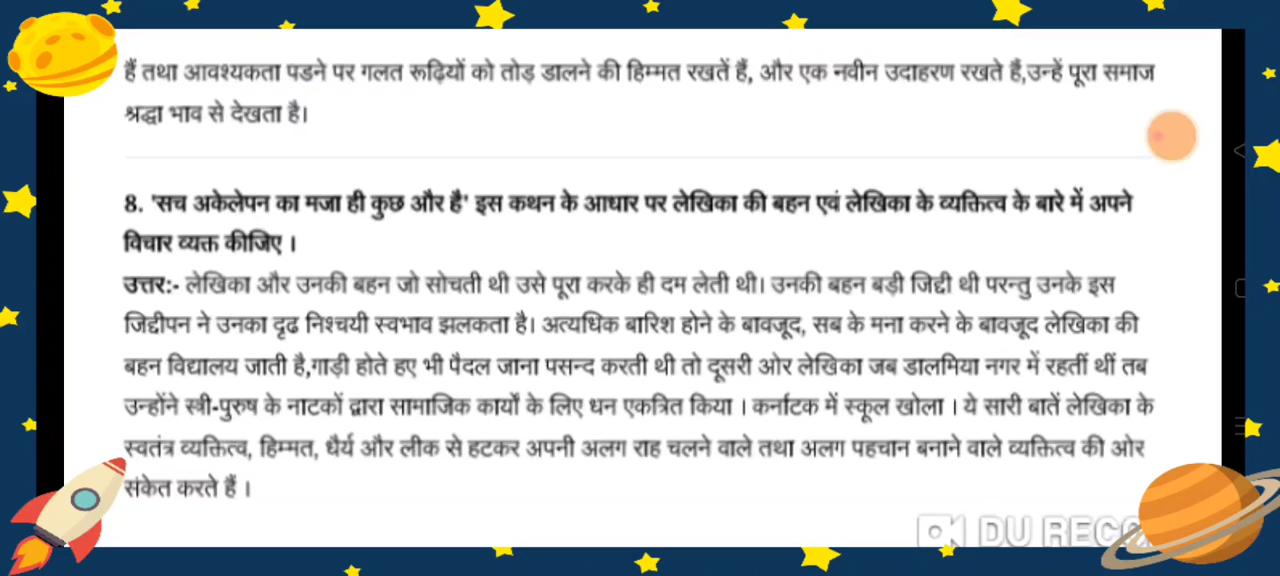 हैं तथा आवश्यकता पडने पर गलत रूढ़ियों को तोड़ डालने की हिम्मत रखतें हैं, और एक नवीन उदाहरण रखते हैं,उन्हें पूरा समाज
श्रद्धा भाव से देखता है।
8. 'सच अकेलेपन का मजा ही कुछ और है' इस कथन के आधार पर लेखिका की बहन एवं लेखिका के व्यक्तित्व के बारे में अपने
विचार व्यक्त कीजिए ।
उत्तर:- लेखिका और उनकी बहन जो सोचती थी उसे पूरा करके ही दम लेती थी। उनकी बहन बड़ी जिद्दी थी परन्तु उनके इस
जिद्दीपन ने उनका दृढ निश्चयी स्वभाव झलकता है। अत्यधिक बारिश होने के बावजूद, सब के मना करने के बावजूद लेखिका की
बहन विद्यालय जाती है,गाड़ी होते हए भी पैदल जाना पसन्द करती थी तो दूसरी ओर लेखिका जब डालमिया नगर में रहतीं थीं तब
उन्होंने स्त्री-पुरुष के नाटकों द्वारा सामाजिक कार्यों के लिए धन एकत्रित किया । कर्नाटक में स्कूल खोला । ये सारी बातें लेखिका के
स्वतंत्र व्यक्तित्व, हिम्मत, धैर्य और लीक से हटकर अपनी अलग राह चलने वाले तथा अलग पहचान बनाने वाले व्यक्तित्व की ओर
संकेत करते हैं ।
DU